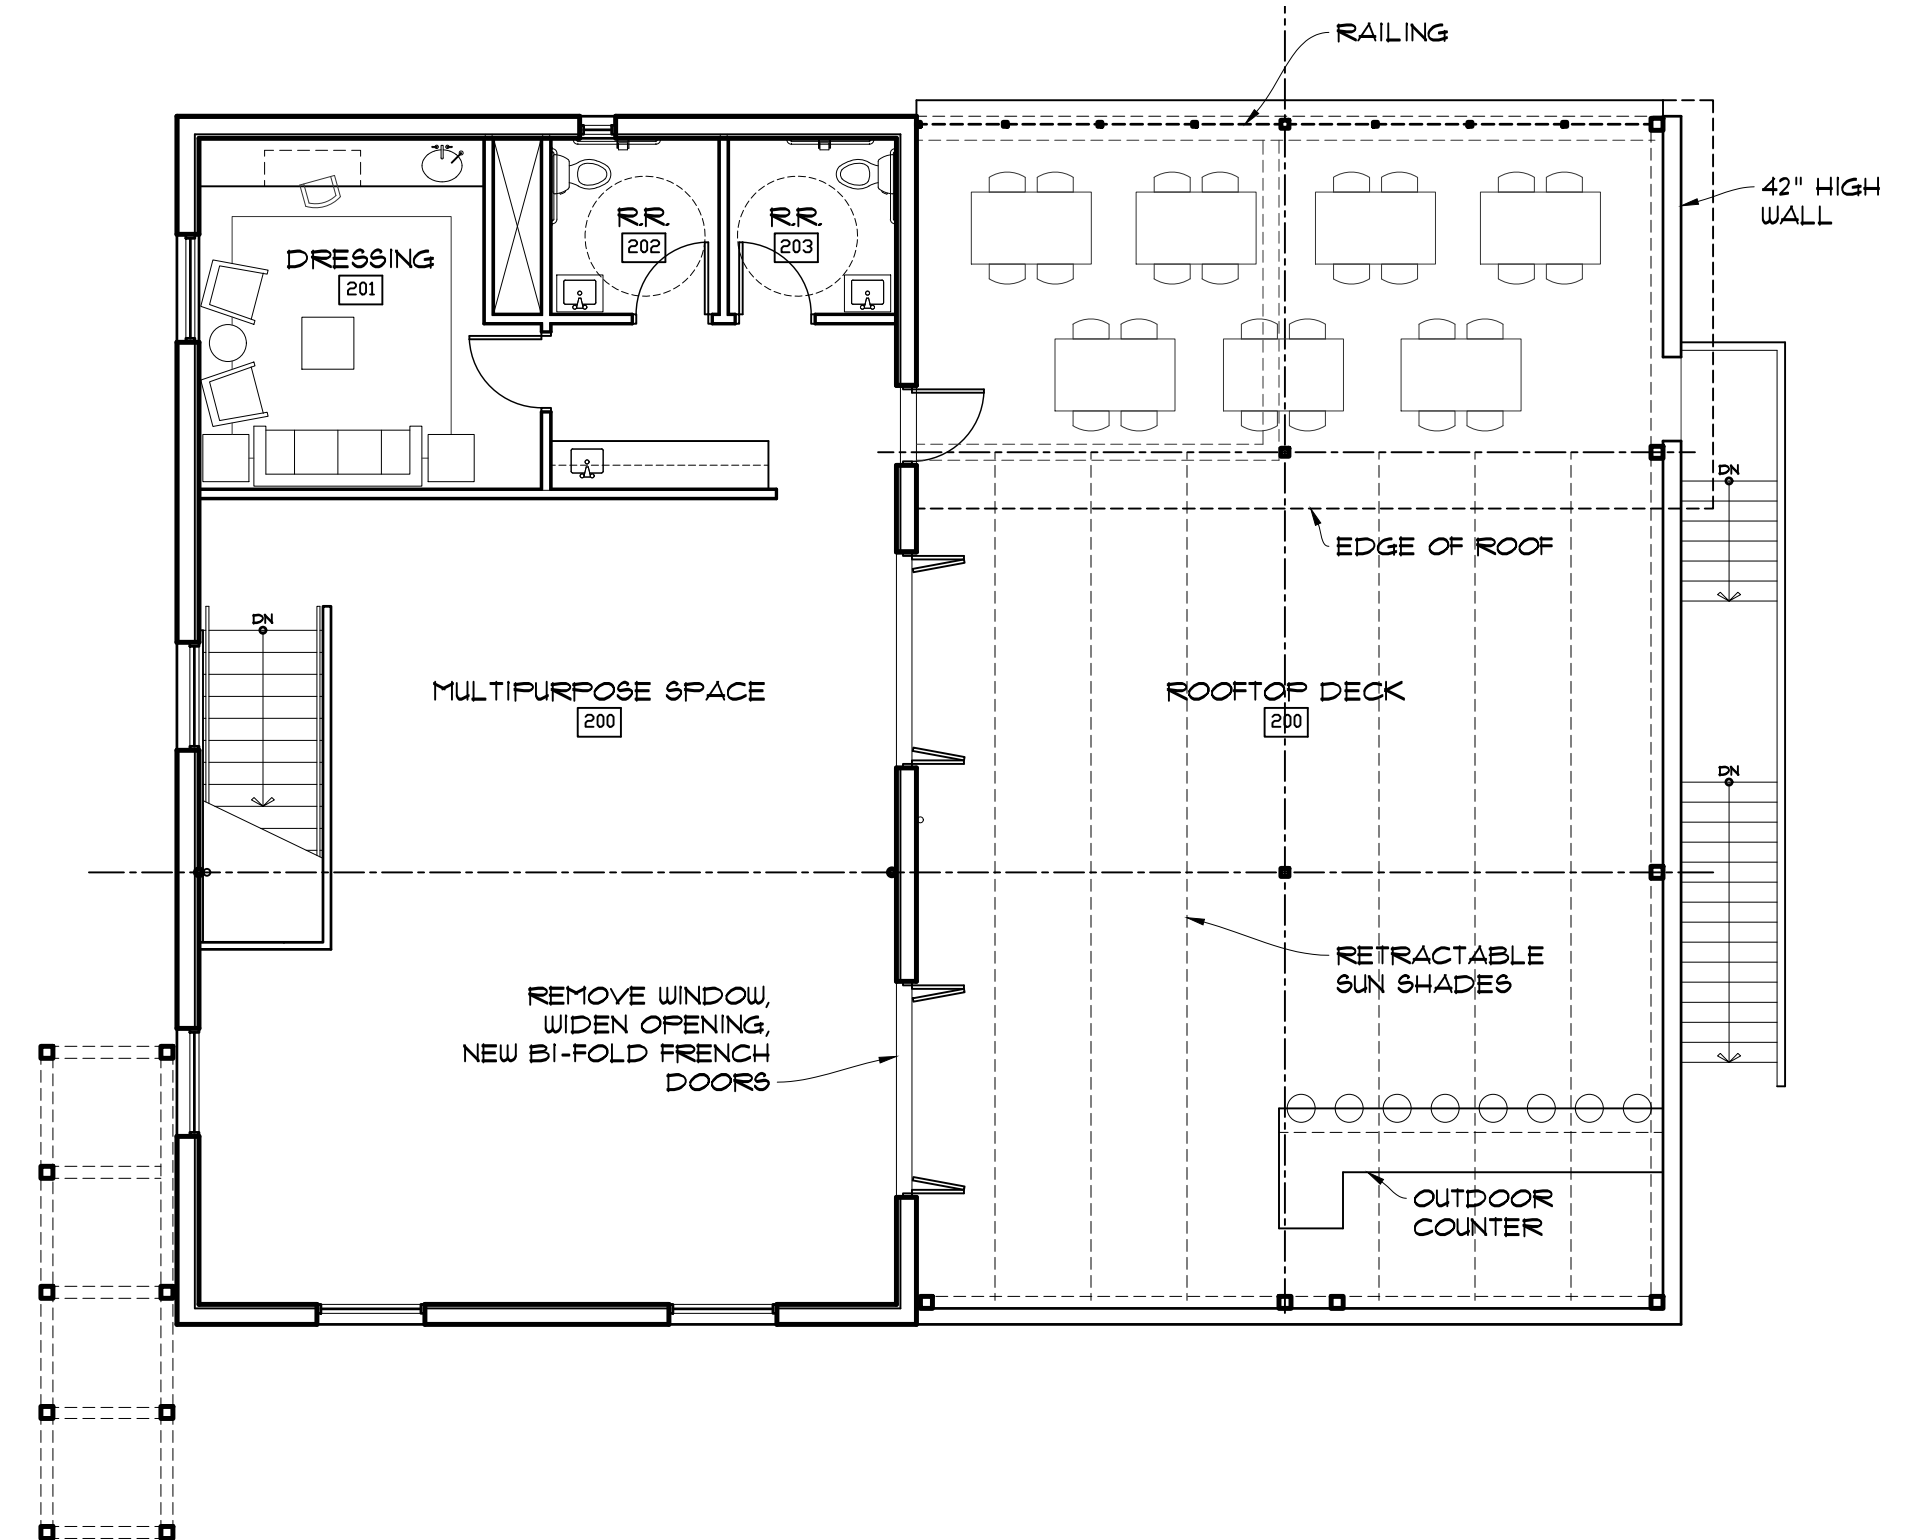 RAILING
42" HIGH
WALL
R.R.
202
R.R.
203
DRESSING
201
DN
EDGE OF ROOF
DN
MULTIPURPOSE SPACE
200
ROOFTOP DECK
200
DN
RETRACTABLE
SUN SHADES
REMOVE WINDOW,
WIDEN OPENING,
NEW BI-FOLD FRENCH
DOORS
OUTDOOR
COUNTER